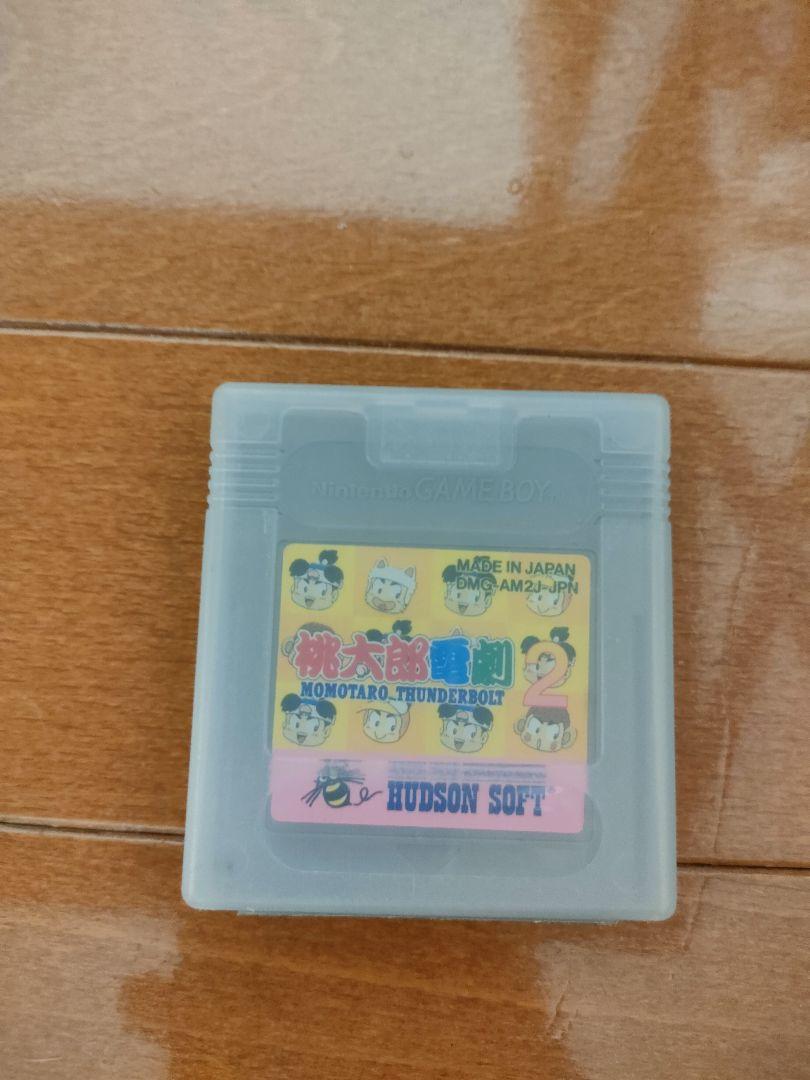 Nintendo GAME BOY
MADE IN JAPAN
DMG-AM2J-JPN
桃太郎電劇2
MOMOTARO THUNDERBOLT
HUDSON SOFT